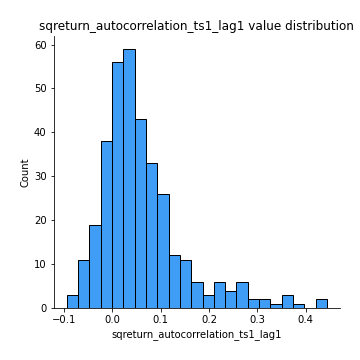 sqreturn_autocorrelation_ts1_lag1 value distribution
60
50
40
30
20
10
0
Count
-0.1 0.0 0.1 0.2 0.3 0.4
sqreturn_autocorrelation_ts1_lag1